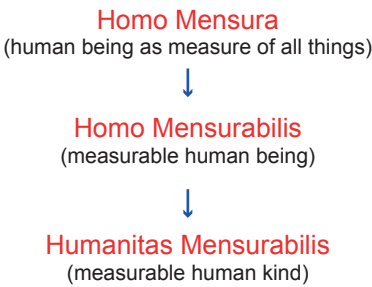 Homo Mensura
(human being as measure of all things)
Homo Mensurabilis
(measurable human being)
Humanitas Mensurabilis
(measurable human kind)